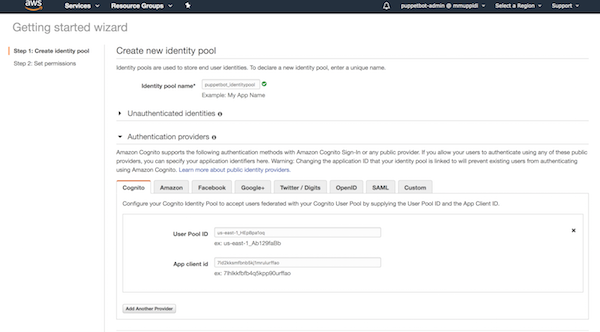 aws Services Resource Groups puppetbot-admin @ mmuppidi Select a Region Support
Getting started wizard
Step 1: Create identity pool
Step 2: Set permissions
Create new identity pool
Identity pools are used to store end user identities. To declare a new identity pool, enter a unique name.
Identity pool name* puppetbot_identitypool
Example: My App Name
Unauthenticated identities
Authentication providers
Amazon Cognito supports the following authentication methods with Amazon Cognito Sign-In or any public provider. If you allow your users to authenticate using any of these public
providers, you can specify your application identifiers here. Warning: Changing the application ID that your identity pool is linked to will prevent existing users from authenticating
using Amazon Cognito. Learn more about public identity providers.
Cognito Amazon Facebook Google+ Twitter / Digits OpenID SAML Custom
Configure your Cognito Identity Pool to accept users federated with your Cognito User Pool by supplying the User Pool ID and the App Client ID.
User Pool ID
ex: us-east-1_Ab129faBb
App client id
ex: 7lhlkkfbfb4q5kpp90urffao
Add Another Provider